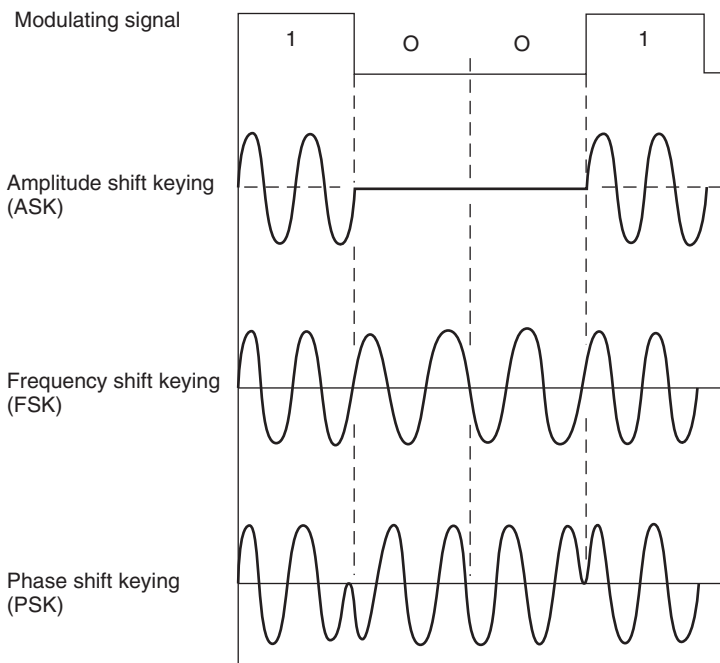 Modulating signal
1 O O 1
Amplitude shift keying
(ASK)
Frequency shift keying
(FSK)
Phase shift keying
(PSK)